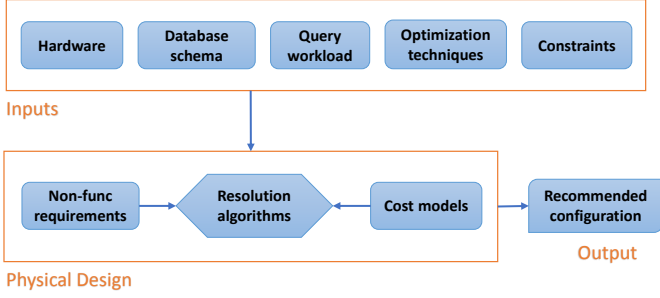 Hardware
Database
schema
Query
workload
Optimization
techniques
Constraints
Inputs
Non-func
requirements
Resolution
algorithms
Cost models
Recommended
configuration
Output
Physical Design